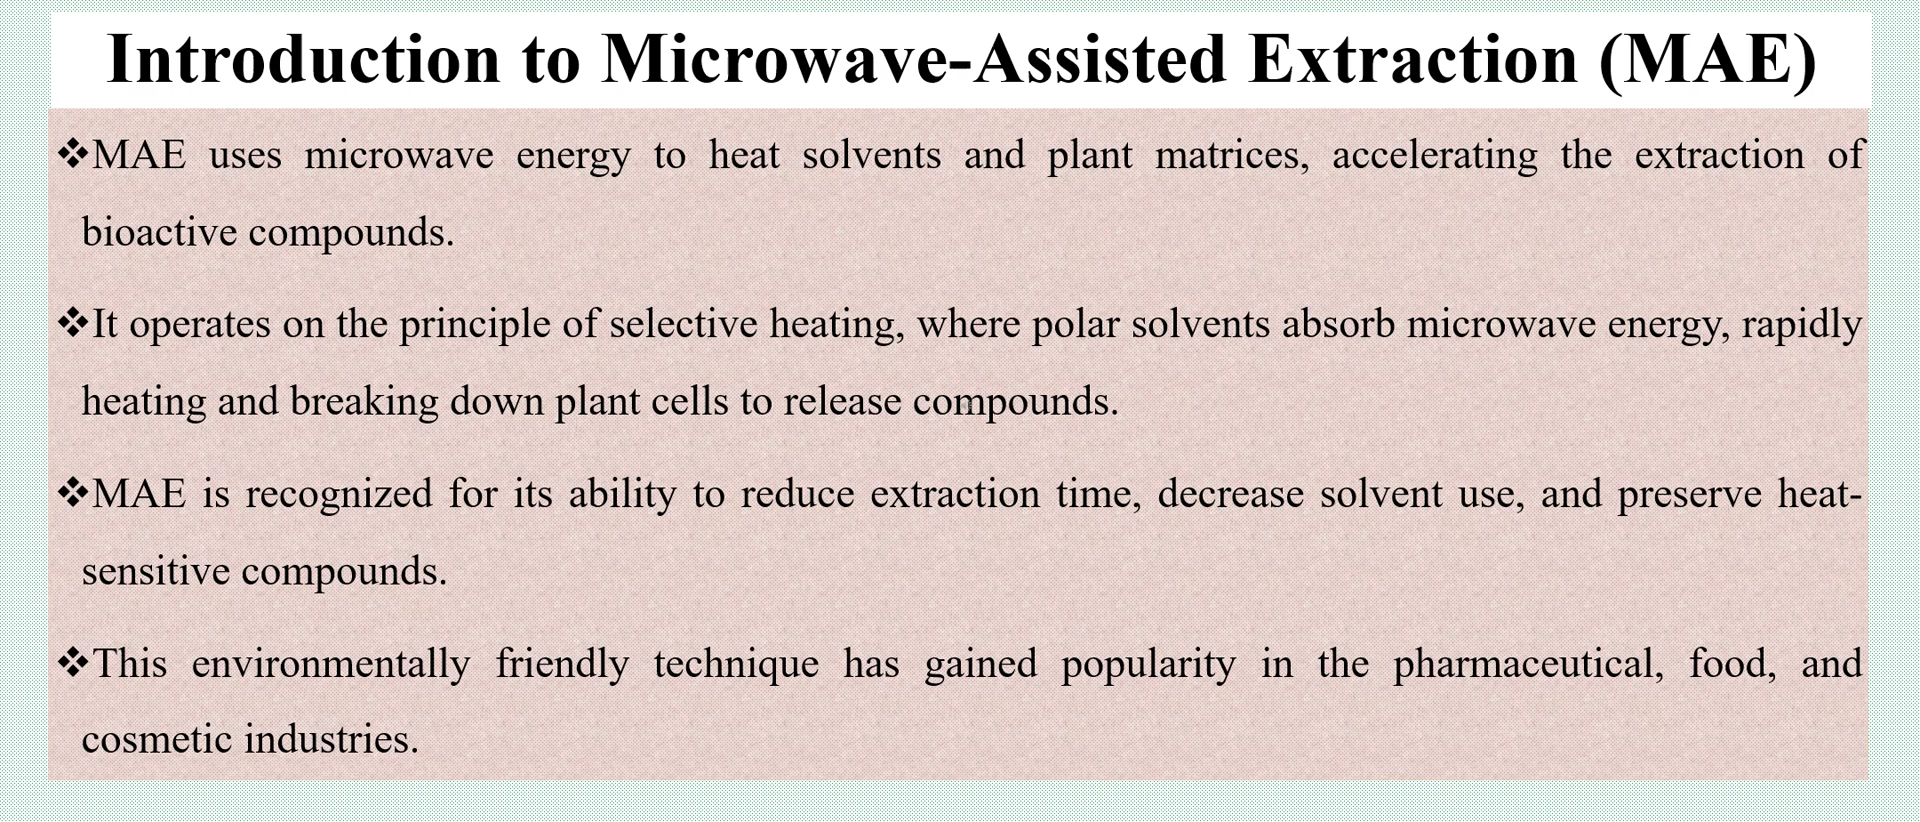 Introduction to Microwave-Assisted Extraction (MAE)
❖MAE uses microwave energy to heat solvents and plant matrices, accelerating the extraction of
bioactive compounds.
❖It operates on the principle of selective heating, where polar solvents absorb microwave energy, rapidly
heating and breaking down plant cells to release compounds.
❖MAE is recognized for its ability to reduce extraction time, decrease solvent use, and preserve heat-
sensitive compounds.
❖This environmentally friendly technique has gained popularity in the pharmaceutical, food, and
cosmetic industries.